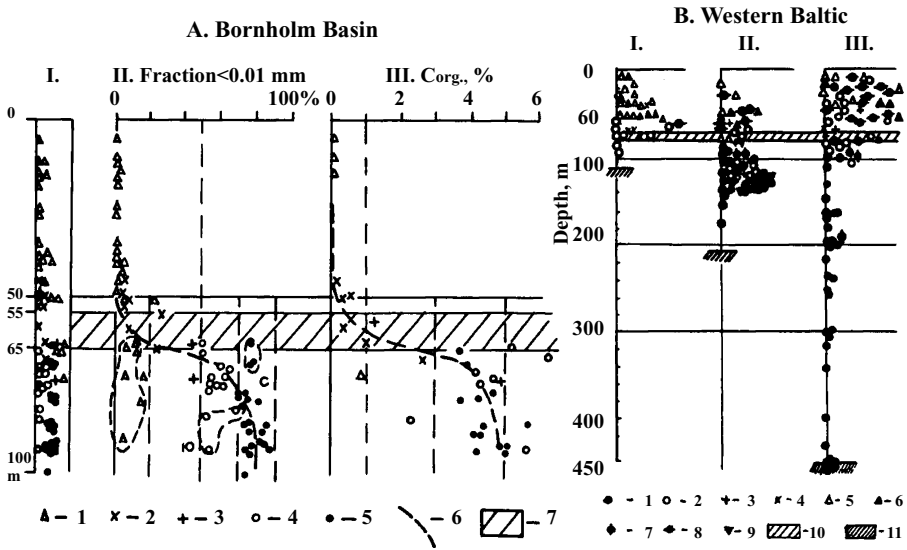 A. Bornholm Basin
I. II. Fraction<0.01 mm III. Corg., %
0 100% 0 2 4 6
0
50
55
65
100
m
C
1 2 3 4 5 6 7
B. Western Baltic
I. II. III.
Depth, m
0
60
100
200
300
400
450
- 1 - 2 - 3 - 4 - 5 - 6
- 7 - 8 - 9 -10 -11